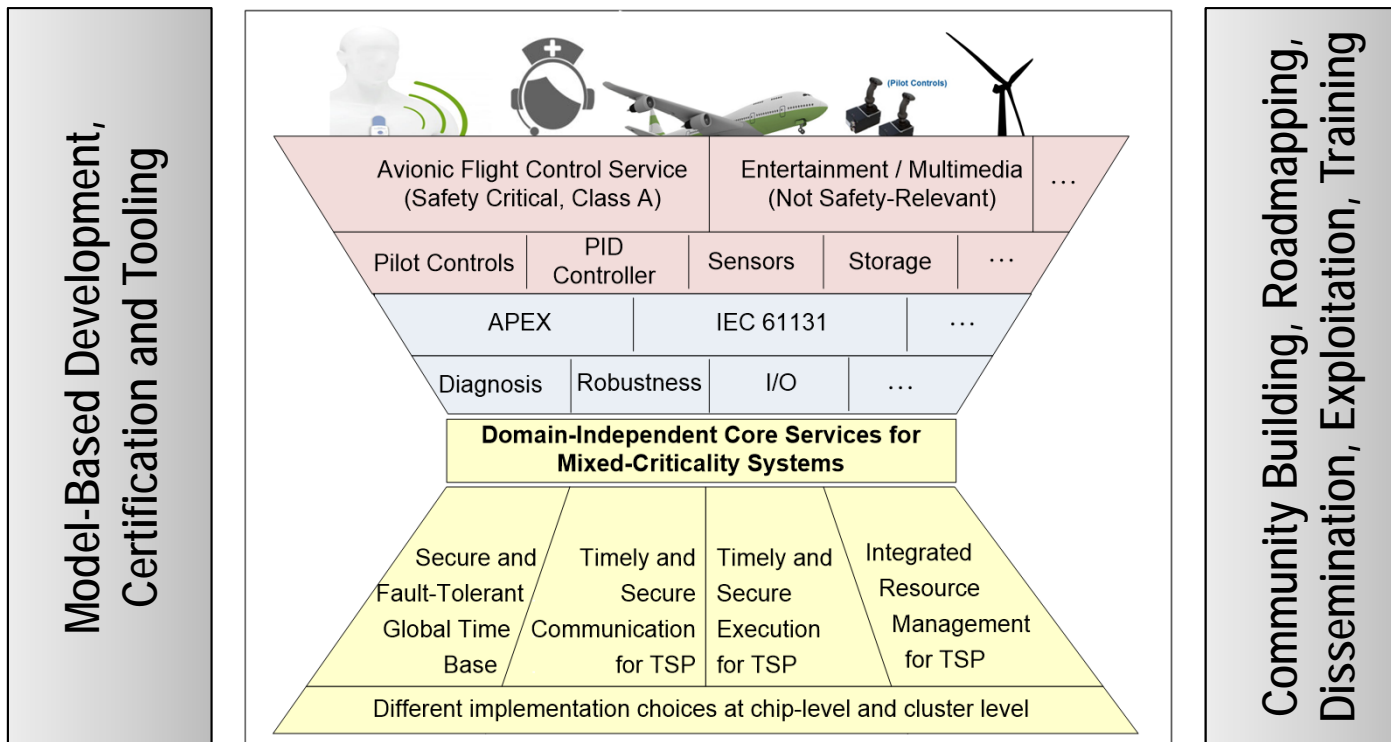 Model-Based Development,
Certification and Tooling
(Pilot Controls)
Avionic Flight Control Service
(Safety Critical, Class A)
Entertainment / Multimedia
(Not Safety-Relevant)
...
Pilot Controls
PID
Controller
Sensors
Storage
...
APEX
IEC 61131
...
Diagnosis
Robustness
I/O
...
Domain-Independent Core Services for
Mixed-Criticality Systems
Secure and
Fault-Tolerant
Global Time
Base
Timely and
Secure
Communication
for TSP
Timely and
Secure
Execution
for TSP
Integrated
Resource
Management
for TSP
Different implementation choices at chip-level and cluster level
Community Building, Roadmapping,
Dissemination, Exploitation, Training